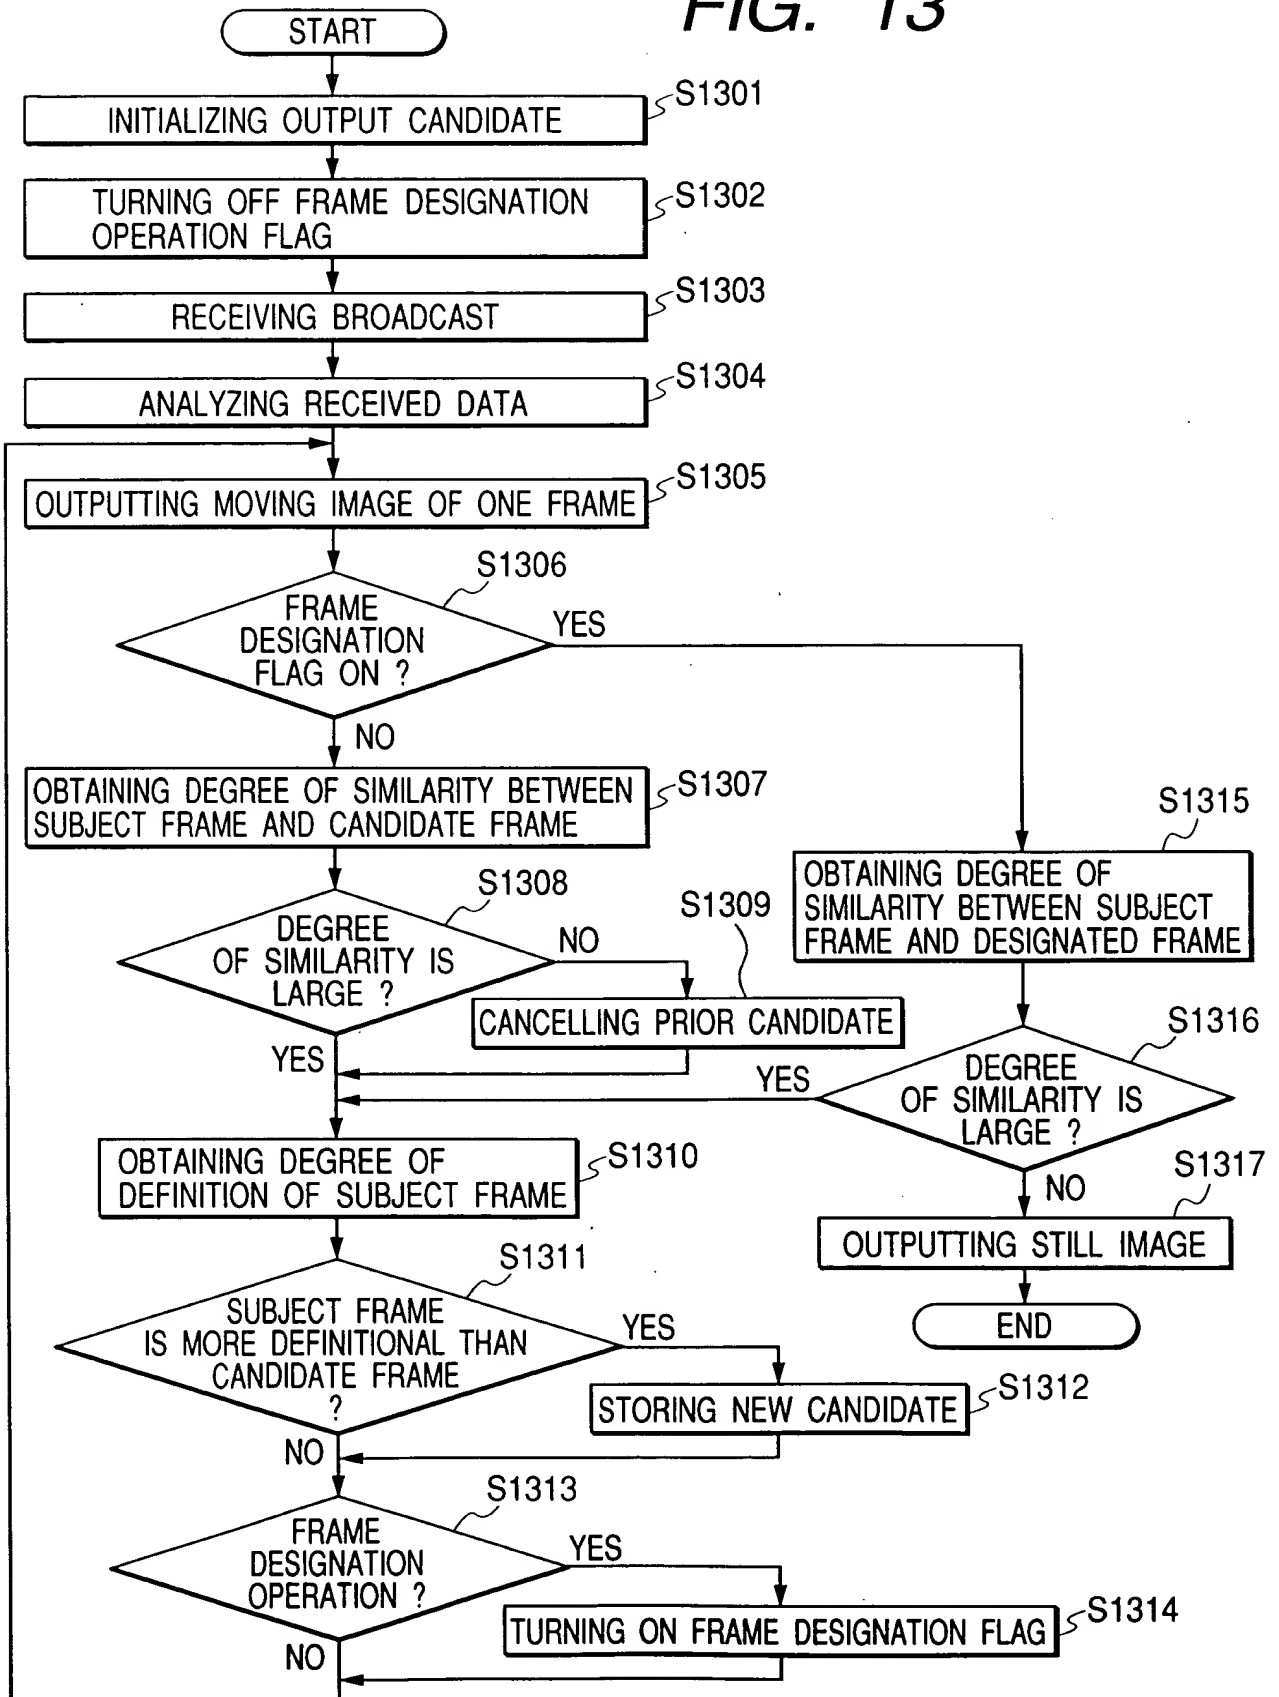 FIG. 13
START
S1301
INITIALIZING OUTPUT CANDIDATE
S1302
TURNING OFF FRAME DESIGNATION
OPERATION FLAG
S1303
RECEIVING BROADCAST
S1304
ANALYZING RECEIVED DATA
S1305
OUTPUTTING MOVING IMAGE OF ONE FRAME
S1306
FRAME
DESIGNATION
FLAG ON ?
YES
NO
S1307
OBTAINING DEGREE OF SIMILARITY BETWEEN
SUBJECT FRAME AND CANDIDATE FRAME
S1315
OBTAINING DEGREE OF
SIMILARITY BETWEEN SUBJECT
FRAME AND DESIGNATED FRAME
S1308
DEGREE
OF SIMILARITY IS
LARGE ?
NO
S1309
CANCELLING PRIOR CANDIDATE
YES
S1316
DEGREE
OF SIMILARITY IS
LARGE ?
YES
NO
S1310
OBTAINING DEGREE OF
DEFINITION OF SUBJECT FRAME
S1317
OUTPUTTING STILL IMAGE
END
S1311
SUBJECT FRAME
IS MORE DEFINITIONAL THAN
CANDIDATE FRAME
?
YES
S1312
STORING NEW CANDIDATE
NO
S1313
FRAME
DESIGNATION
OPERATION ?
YES
S1314
TURNING ON FRAME DESIGNATION FLAG
NO